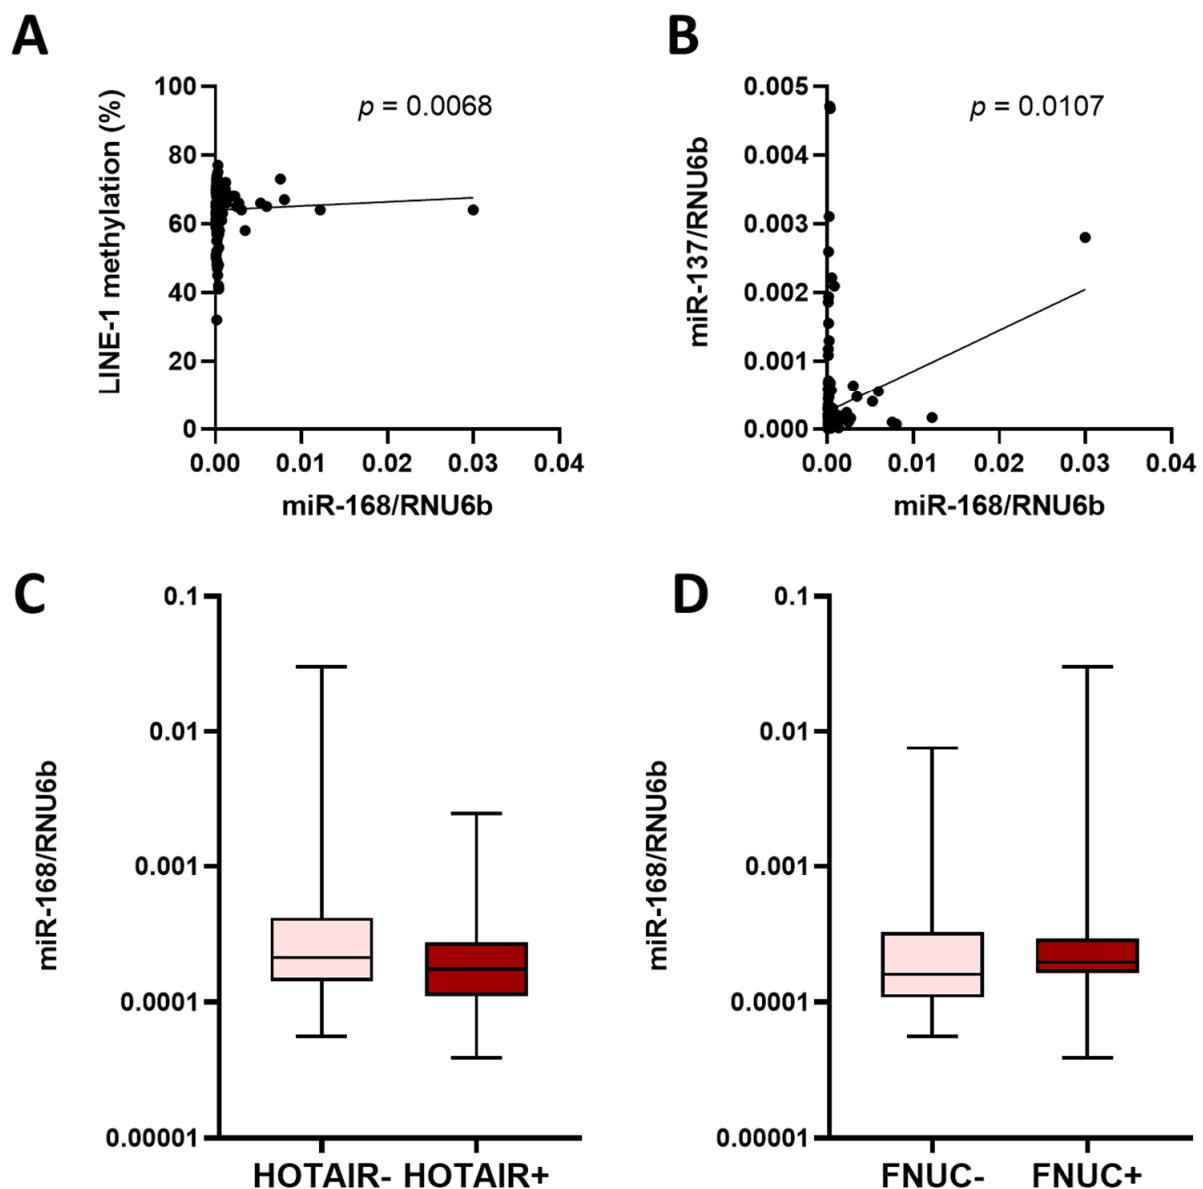 A
LINE-1 methylation (%)
100
80
60
40
20
0
p = 0.0068
0.00 0.01 0.02 0.03 0.04
miR-168/RNU6b
B
miR-137/RNU6b
0.005
0.004
0.003
0.002
0.001
0.000
p = 0.0107
0.00 0.01 0.02 0.03 0.04
miR-168/RNU6b
C
miR-168/RNU6b
0.1
0.01
0.001
0.0001
0.00001
HOTAIR- HOTAIR+
D
miR-168/RNU6b
0.1
0.01
0.001
0.0001
0.00001
FNUC- FNUC+